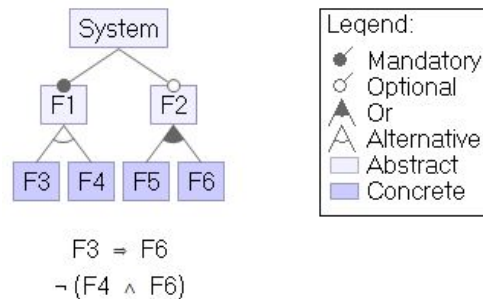 System
F1 F2
F3 F4 F5 F6
F3 ⇒ F6
¬ (F4 ∧ F6)
Legend:
Mandatory
Optional
Or
Alternative
Abstract
Concrete